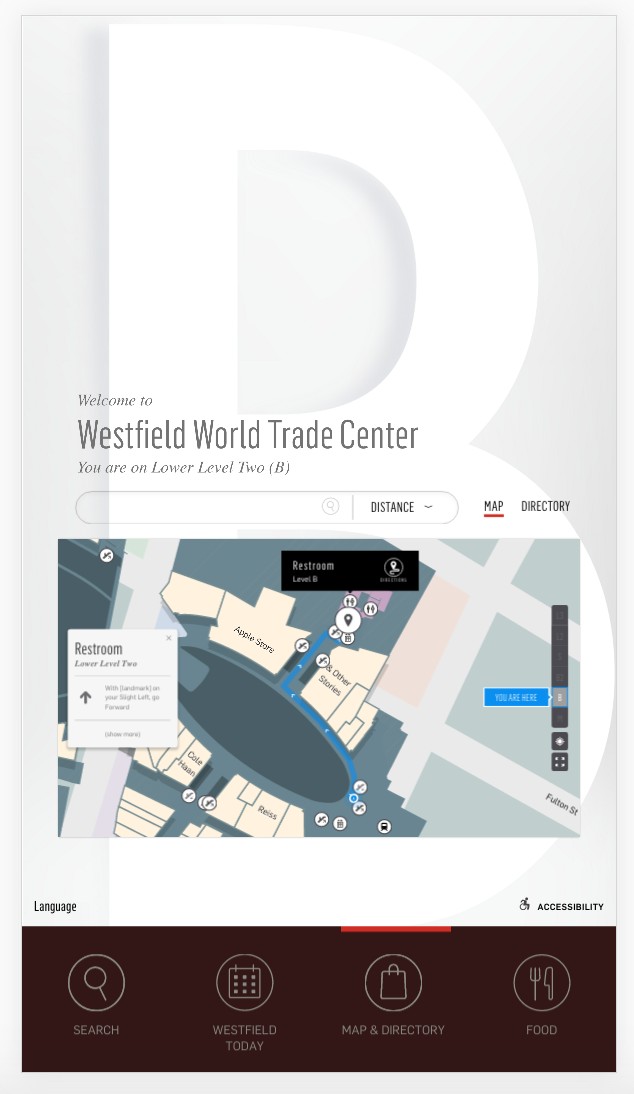 B
Welcome to
Westfield World Trade Center
You are on Lower Level Two (B)
DISTANCE
MAP
DIRECTORY
Restroom
Level B
DIRECTIONS
Apple Store
& Other
Stories
Restroom
Lower Level Two
With [landmark] on
your Slight Left, go
Forward
(show more)
YOU ARE HERE
B
Cole
Haan
Reiss
Fulton St
Language
ACCESSIBILITY
SEARCH
WESTFIELD
TODAY
MAP & DIRECTORY
FOOD